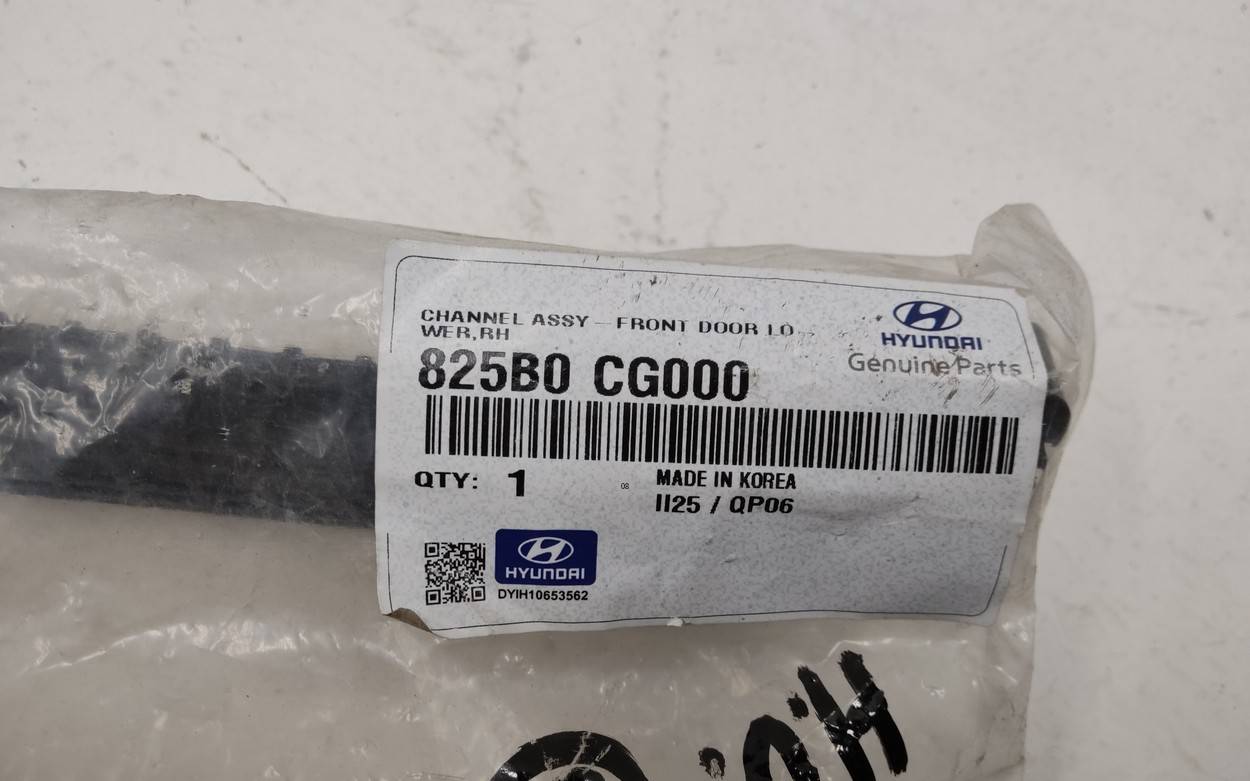 CHANNEL ASSY - FRONT DOOR LO
WER,RH
825B0 CG000
HYUNDAI
Genuine Parts
QTY: 1
08
MADE IN KOREA
II25 / QP06
HYUNDAI
DYIH10653562